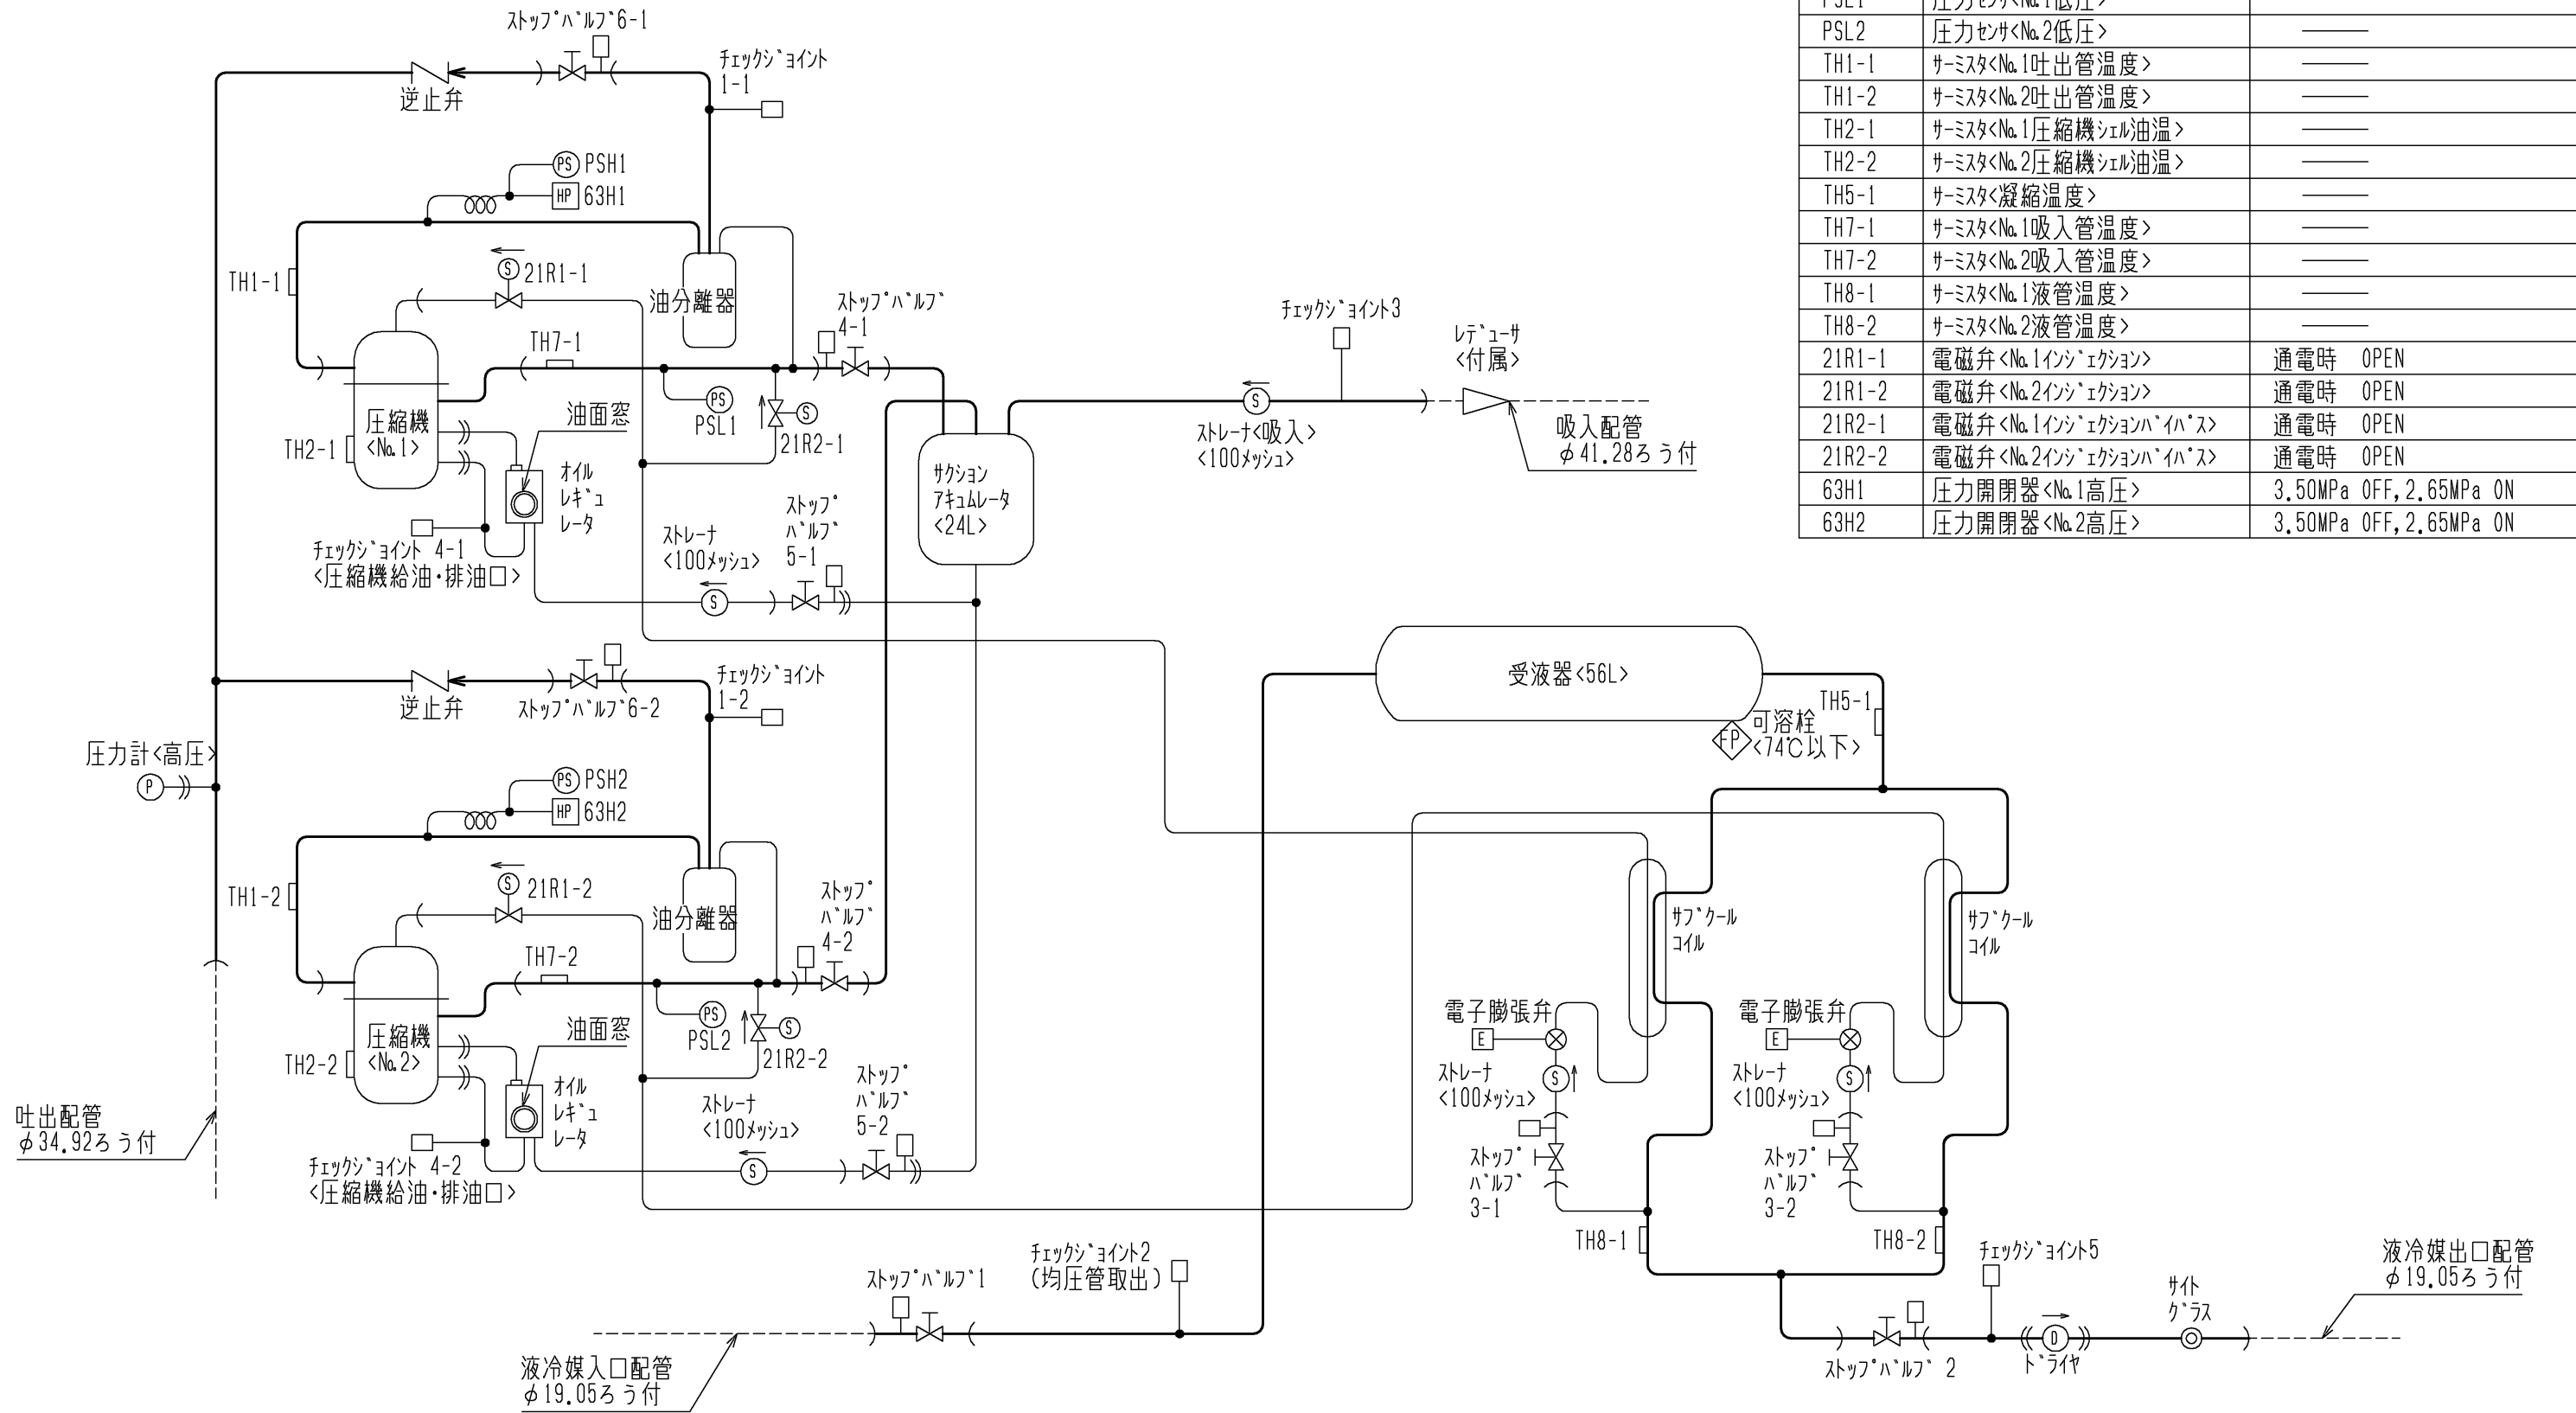 ストップバルブ6-1
チェックジョイント
1-1
逆止弁
PS PSH1
HP 63H1
TH1-1
S 21R1-1
油分離器
ストップバルブ
4-1
TH7-1
PS
PSL1
S
21R2-1
圧縮機
<No.1>
TH2-1
油面窓
オイル
レギュ
レータ
チェックジョイント 4-1
<圧縮機給油・排油口>
ストレーナ
<100メッシュ>
S
ストップ
バルブ
5-1
サクション
アキュムレータ
<24L>
チェックジョイント3
S
ストレーナ<吸入>
<100メッシュ>
レデューサ
<付属>
吸入配管
φ41.28ろう付
PSL2 圧力センサ<No.2低圧> ―
TH1-1 サーミスタ<No.1吐出管温度> ―
TH1-2 サーミスタ<No.2吐出管温度> ―
TH2-1 サーミスタ<No.1圧縮機シェル油温> ―
TH2-2 サーミスタ<No.2圧縮機シェル油温> ―
TH5-1 サーミスタ<凝縮温度> ―
TH7-1 サーミスタ<No.1吸入管温度> ―
TH7-2 サーミスタ<No.2吸入管温度> ―
TH8-1 サーミスタ<No.1液管温度> ―
TH8-2 サーミスタ<No.2液管温度> ―
21R1-1 電磁弁<No.1インジェクション> 通電時 OPEN
21R1-2 電磁弁<No.2インジェクション> 通電時 OPEN
21R2-1 電磁弁<No.1インジェクションバイパス> 通電時 OPEN
21R2-2 電磁弁<No.2インジェクションバイパス> 通電時 OPEN
63H1 圧力開閉器<No.1高圧> 3.50MPa OFF,2.65MPa ON
63H2 圧力開閉器<No.2高圧> 3.50MPa OFF,2.65MPa ON
逆止弁
ストップバルブ6-2
チェックジョイント
1-2
圧力計<高圧>
P
PS PSH2
HP 63H2
TH1-2
S 21R1-2
油分離器
ストップ
バルブ
4-2
TH7-2
PS
PSL2
S
21R2-2
圧縮機
<No.2>
TH2-2
油面窓
オイル
レギュ
レータ
チェックジョイント 4-2
<圧縮機給油・排油口>
ストレーナ
<100メッシュ>
S
ストップ
バルブ
5-2
吐出配管
φ34.92ろう付
受液器<56L>
TH5-1
FP
可溶栓
<74℃以下>
サブクール
コイル
サブクール
コイル
電子膨張弁
E
ストレーナ
<100メッシュ>
S
ストップ
バルブ
3-1
TH8-1
電子膨張弁
E
ストレーナ
<100メッシュ>
S
ストップ
バルブ
3-2
TH8-2
ストップバルブ1
チェックジョイント2
(均圧管取出)
液冷媒入口配管
φ19.05ろう付
ストップバルブ 2
チェックジョイント5
D
ドライヤ
サイト
グラス
液冷媒出口配管
φ19.05ろう付